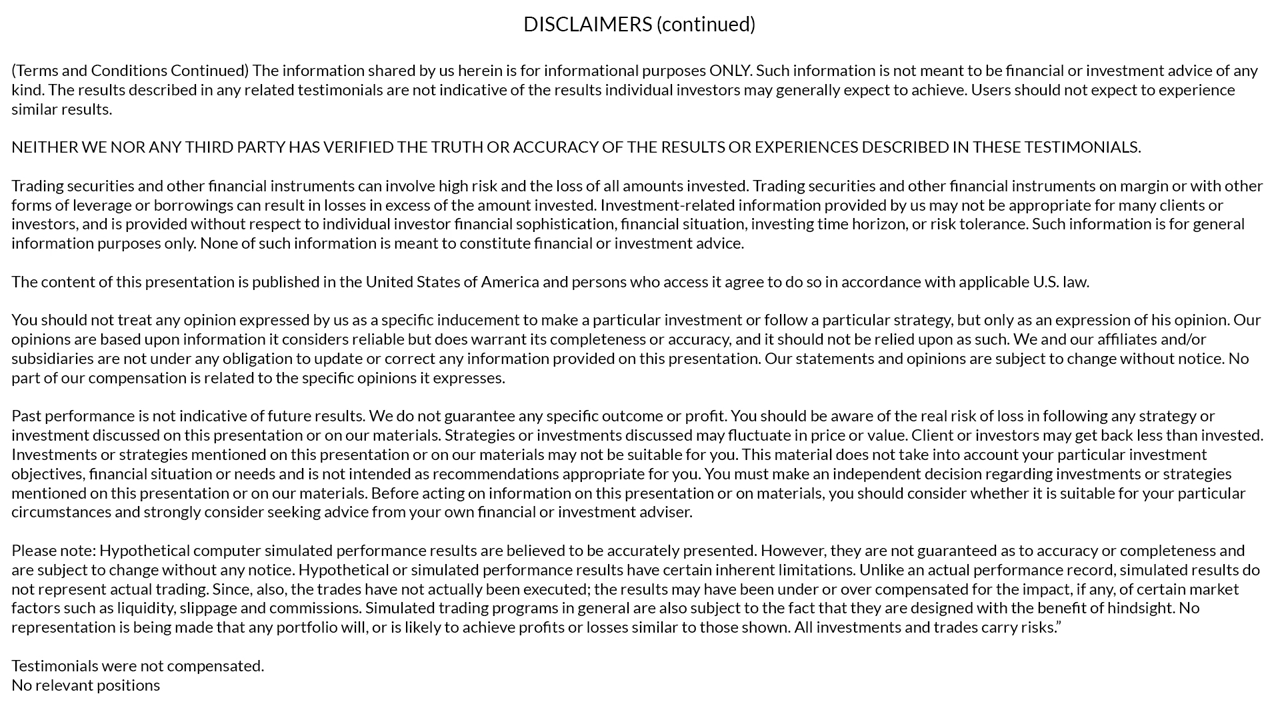 DISCLAIMERS (continued)
(Terms and Conditions Continued) The information shared by us herein is for informational purposes ONLY. Such information is not meant to be financial or investment advice of any
kind. The results described in any related testimonials are not indicative of the results individual investors may generally expect to achieve. Users should not expect to experience
similar results.
NEITHER WE NOR ANY THIRD PARTY HAS VERIFIED THE TRUTH OR ACCURACY OF THE RESULTS OR EXPERIENCES DESCRIBED IN THESE TESTIMONIALS.
Trading securities and other financial instruments can involve high risk and the loss of all amounts invested. Trading securities and other financial instruments on margin or with other
forms of leverage or borrowings can result in losses in excess of the amount invested. Investment-related information provided by us may not be appropriate for many clients or
investors, and is provided without respect to individual investor financial sophistication, financial situation, investing time horizon, or risk tolerance. Such information is for general
information purposes only. None of such information is meant to constitute financial or investment advice.
The content of this presentation is published in the United States of America and persons who access it agree to do so in accordance with applicable U.S. law.
You should not treat any opinion expressed by us as a specific inducement to make a particular investment or follow a particular strategy, but only as an expression of his opinion. Our
opinions are based upon information it considers reliable but does warrant its completeness or accuracy, and it should not be relied upon as such. We and our affiliates and/or
subsidiaries are not under any obligation to update or correct any information provided on this presentation. Our statements and opinions are subject to change without notice. No
part of our compensation is related to the specific opinions it expresses.
Past performance is not indicative of future results. We do not guarantee any specific outcome or profit. You should be aware of the real risk of loss in following any strategy or
investment discussed on this presentation or on our materials. Strategies or investments discussed may fluctuate in price or value. Client or investors may get back less than invested.
Investments or strategies mentioned on this presentation or on our materials may not be suitable for you. This material does not take into account your particular investment
objectives, financial situation or needs and is not intended as recommendations appropriate for you. You must make an independent decision regarding investments or strategies
mentioned on this presentation or on our materials. Before acting on information on this presentation or on materials, you should consider whether it is suitable for your particular
circumstances and strongly consider seeking advice from your own financial or investment adviser.
Please note: Hypothetical computer simulated performance results are believed to be accurately presented. However, they are not guaranteed as to accuracy or completeness and
are subject to change without any notice. Hypothetical or simulated performance results have certain inherent limitations. Unlike an actual performance record, simulated results do
not represent actual trading. Since, also, the trades have not actually been executed; the results may have been under or over compensated for the impact, if any, of certain market
factors such as liquidity, slippage and commissions. Simulated trading programs in general are also subject to the fact that they are designed with the benefit of hindsight. No
representation is being made that any portfolio will, or is likely to achieve profits or losses similar to those shown. All investments and trades carry risks.”
Testimonials were not compensated.
No relevant positions